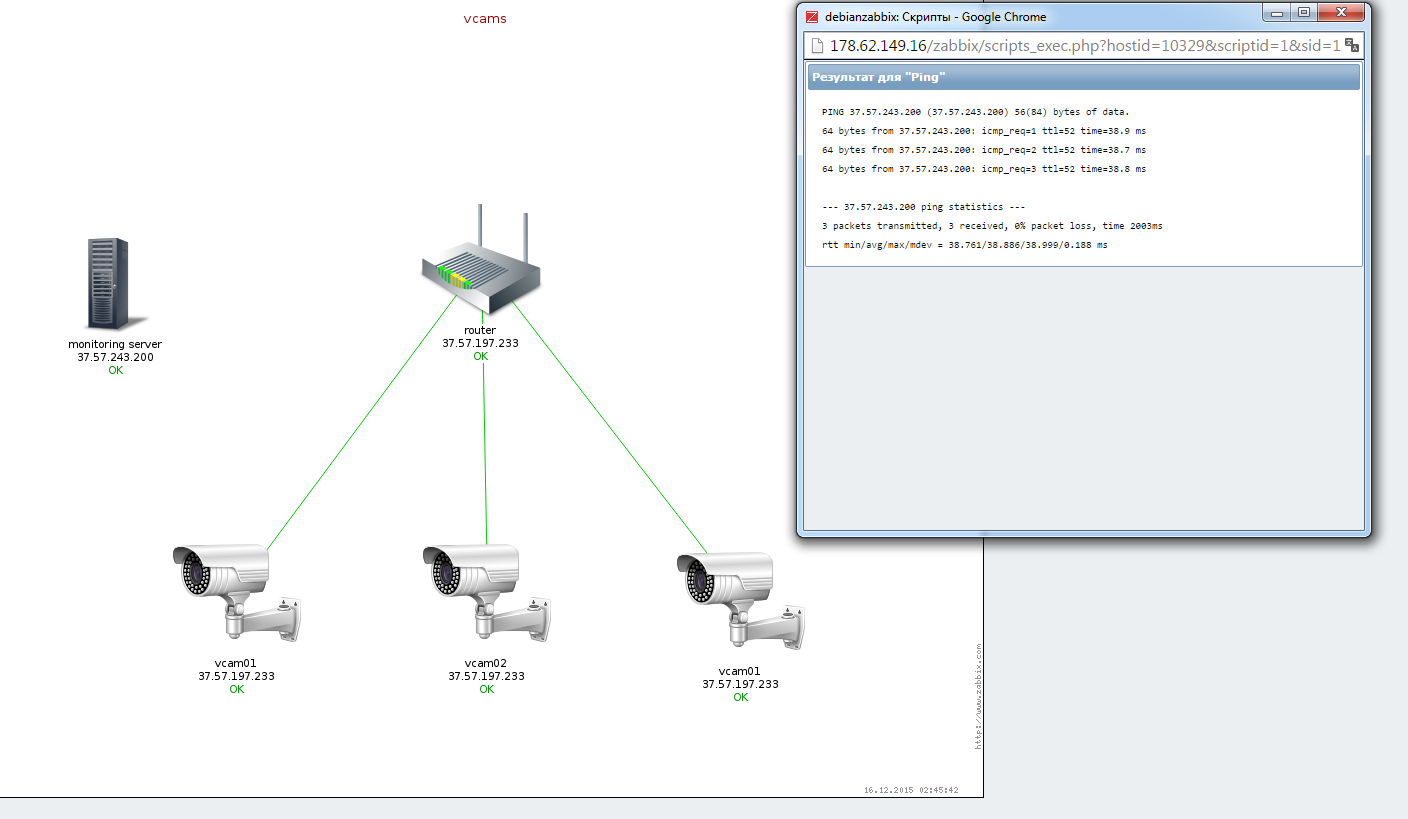 vcams
monitoring server
37.57.243.200
OK
router
37.57.197.233
OK
vcam01
37.57.197.233
OK
vcam02
37.57.197.233
OK
vcam01
37.57.197.233
OK
http://www.zabbix.com
16.12.2015 02:45:42
debianzabbix: Скрипты - Google Chrome
178.62.149.16/zabbix/scripts_exec.php?hostid=10329&scriptid=1&sid=1
Результат для "Ping"
PING 37.57.243.200 (37.57.243.200) 56(84) bytes of data.
64 bytes from 37.57.243.200: icmp_req=1 ttl=52 time=38.9 ms
64 bytes from 37.57.243.200: icmp_req=2 ttl=52 time=38.7 ms
64 bytes from 37.57.243.200: icmp_req=3 ttl=52 time=38.8 ms
--- 37.57.243.200 ping statistics ---
3 packets transmitted, 3 received, 0% packet loss, time 2003ms
rtt min/avg/max/mdev = 38.761/38.886/38.999/0.188 ms